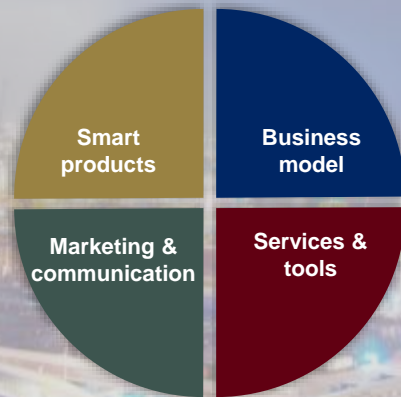 Smart
products
Business
model
Marketing &
communication
Services &
tools